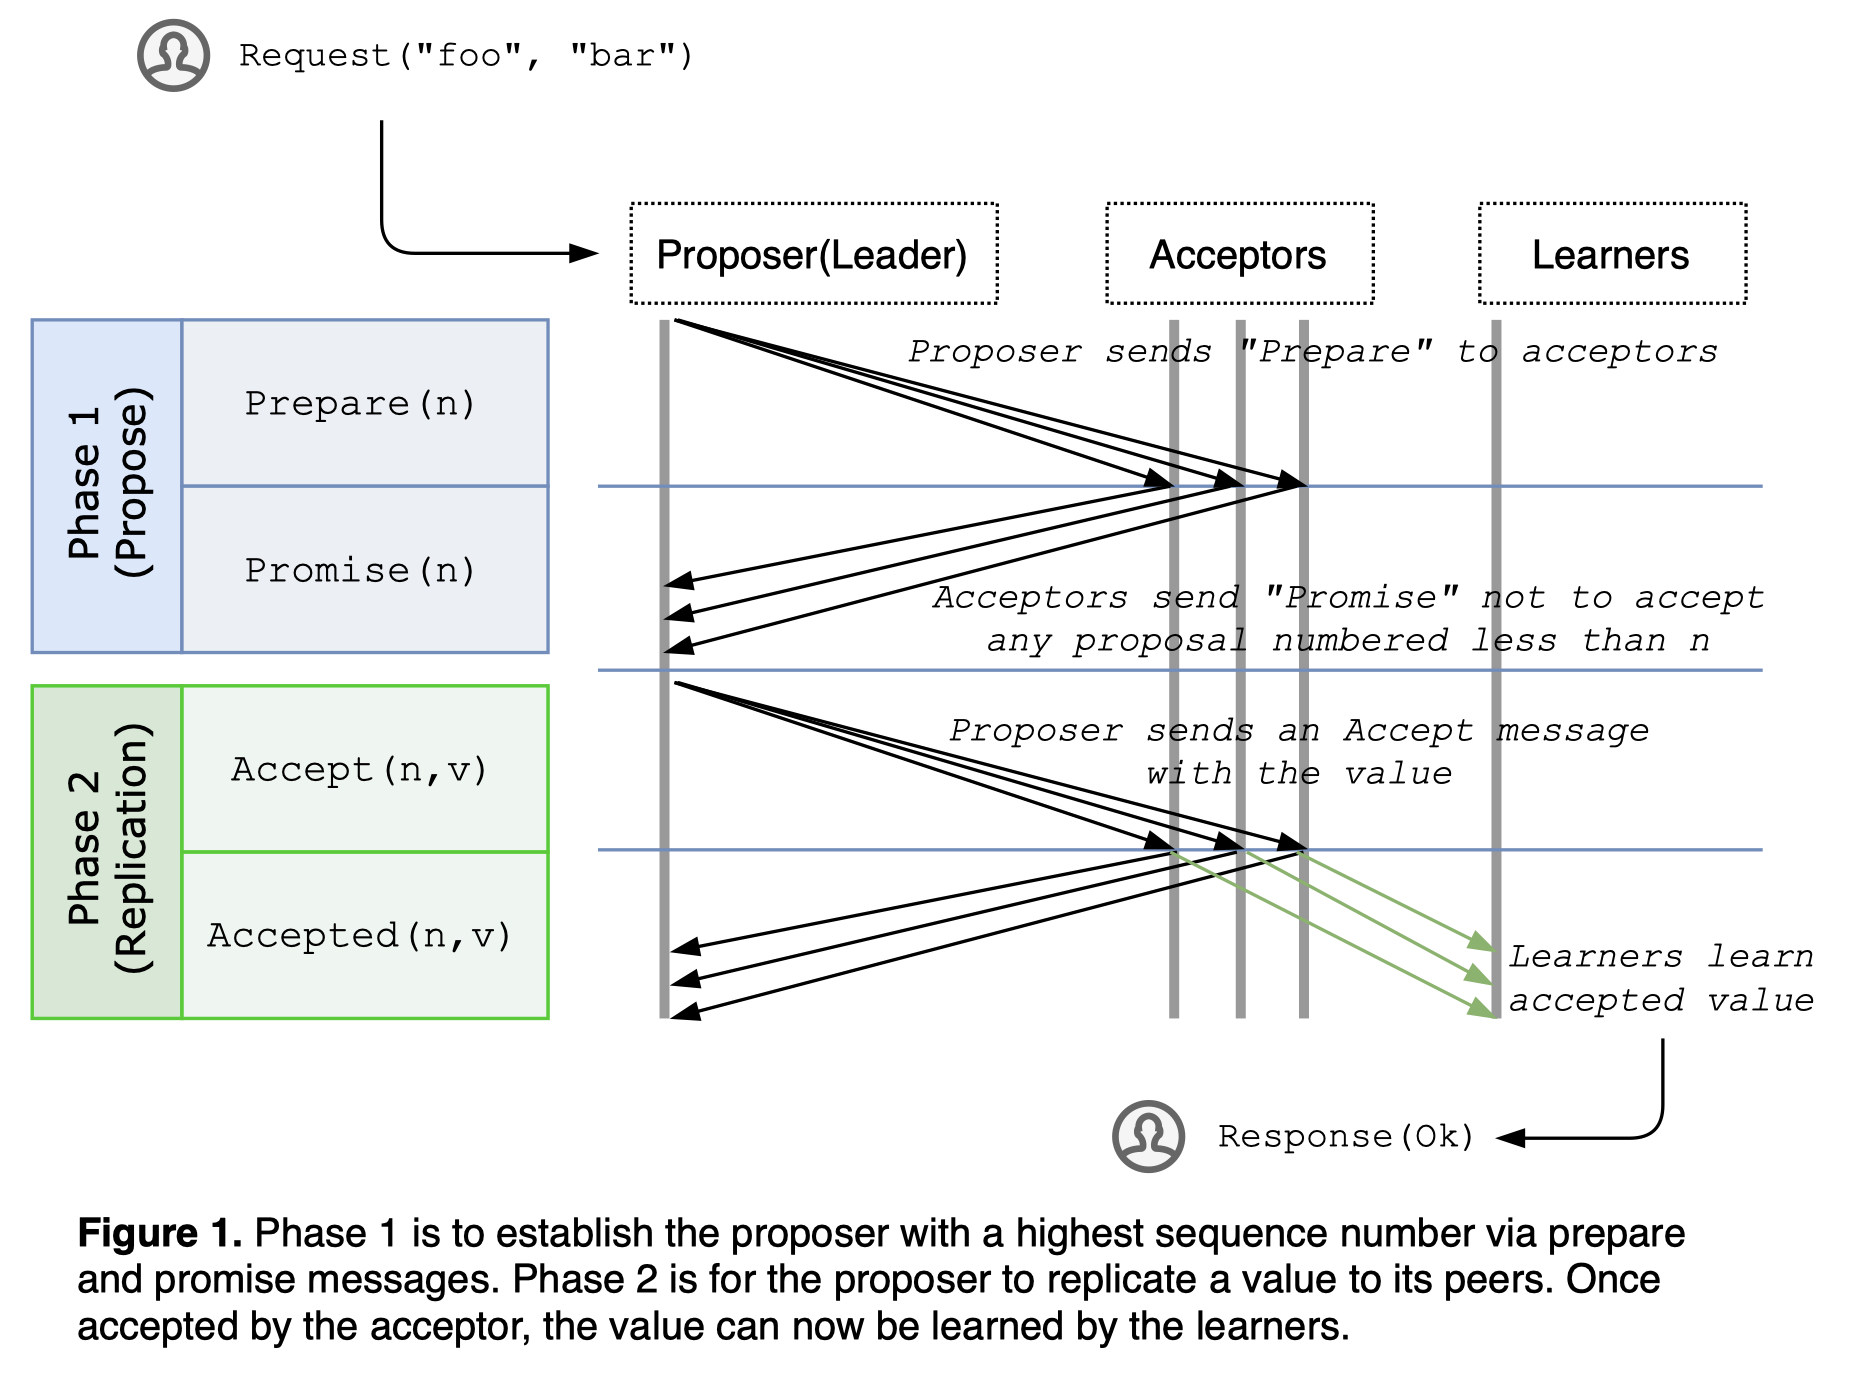 Request("foo", "bar")
Proposer(Leader)
Acceptors
Learners
Phase 1
(Propose)
Prepare(n)
Proposer sends "Prepare" to acceptors
Promise(n)
Acceptors send "Promise" not to accept
any proposal numbered less than n
Phase 2
(Replication)
Accept(n,v)
Proposer sends an Accept message
with the value
Accepted(n,v)
Learners learn
accepted value
Response(Ok)
Figure 1. Phase 1 is to establish the proposer with a highest sequence number via prepare
and promise messages. Phase 2 is for the proposer to replicate a value to its peers. Once
accepted by the acceptor, the value can now be learned by the learners.